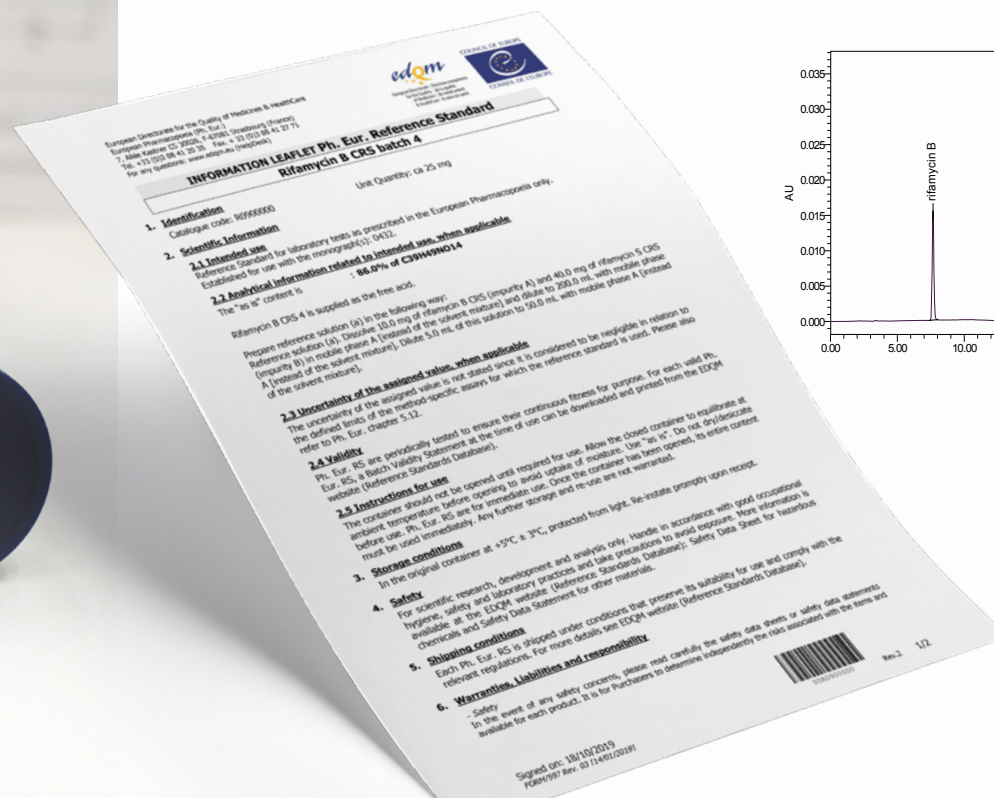 edQm
COUNCIL OF EUROPE
CONSEIL DE L'EUROPE
European Directorate for the Quality of Medicines & HealthCare
European Pharmacopoeia (Ph. Eur.)
7, Allée Kastner CS 30026, F-67081 Strasbourg (France)
Tel. +33 (0)3 88 41 20 35 Fax. + 33 (0)3 88 41 27 71
For any questions: www.edqm.eu (HelpDesk)
INFORMATION LEAFLET Ph. Eur. Reference Standard
Rifamycin B CRS batch 4
Unit Quantity: ca 25 mg
1. Identification
Catalogue code: R0900000
2. Scientific Information
2.1 Intended use
Reference Standard for laboratory tests as prescribed in the European Pharmacopoeia only.
Established for use with the monograph(s): 0432.
2.2 Analytical information related to intended use, when applicable
The "as is" content is : 86.0% of C39H49NO14
Rifamycin B CRS 4 is supplied as the free acid.
Prepare reference solution (a) in the following way:
Reference solution (a). Dissolve 10.0 mg of rifamycin B CRS (impurity A) and 40.0 mg of rifamycin S CRS
(impurity B) in mobile phase A [instead of the solvent mixture] and dilute to 200.0 mL with mobile phase
A [instead of the solvent mixture]. Dilute 5.0 mL of this solution to 50.0 mL with mobile phase A [instead
of the solvent mixture].
2.3 Uncertainty of the assigned value, when applicable
The uncertainty of the assigned value is not stated since it is considered to be negligible in relation to
the defined limits of the method-specific assays for which the reference standard is used. Please also
refer to Ph. Eur. chapter 5.12.
2.4 Validity
Ph. Eur. RS are periodically tested to ensure their continuous fitness for purpose. For each valid Ph.
Eur. RS, a Batch Validity Statement at the time of use can be downloaded and printed from the EDQM
website (Reference Standards Database).
2.5 Instructions for use
The container should not be opened until required for use. Allow the closed container to equilibrate at
ambient temperature before opening to avoid uptake of moisture. Use "as is". Do not dry/desiccate
before use. Ph. Eur. RS are for immediate use. Once the container has been opened, its entire content
must be used immediately. Any further storage and re-use are not warranted.
3. Storage conditions
In the original container at +5°C ± 3°C, protected from light. Re-instate promptly upon receipt.
4. Safety
For scientific research, development and analysis only. Handle in accordance with good occupational
hygiene, safety and laboratory practices and take precautions to avoid exposure. More information is
available at the EDQM website (Reference Standards Database): Safety Data Sheet for hazardous
chemicals and Safety Data Statement for other materials.
5. Shipping conditions
Each Ph. Eur. RS is shipped under conditions that preserve its suitability for use and comply with the
relevant regulations. For more details see EDQM website (Reference Standards Database).
6. Warranties, Liabilities and responsibility
- Safety
In the event of any safety concerns, please read carefully the safety data sheets or safety data statements
available for each product. It is for Purchasers to determine independently the risks associated with the items and
Rev.2 1/2
Signed on: 18/10/2019
FORM/597 Rev. 03 [14/01/2019]
AU
0.035
0.030
0.025
0.020
0.015
0.010
0.005
0.000
rifamycin B
0.00 5.00 10.00